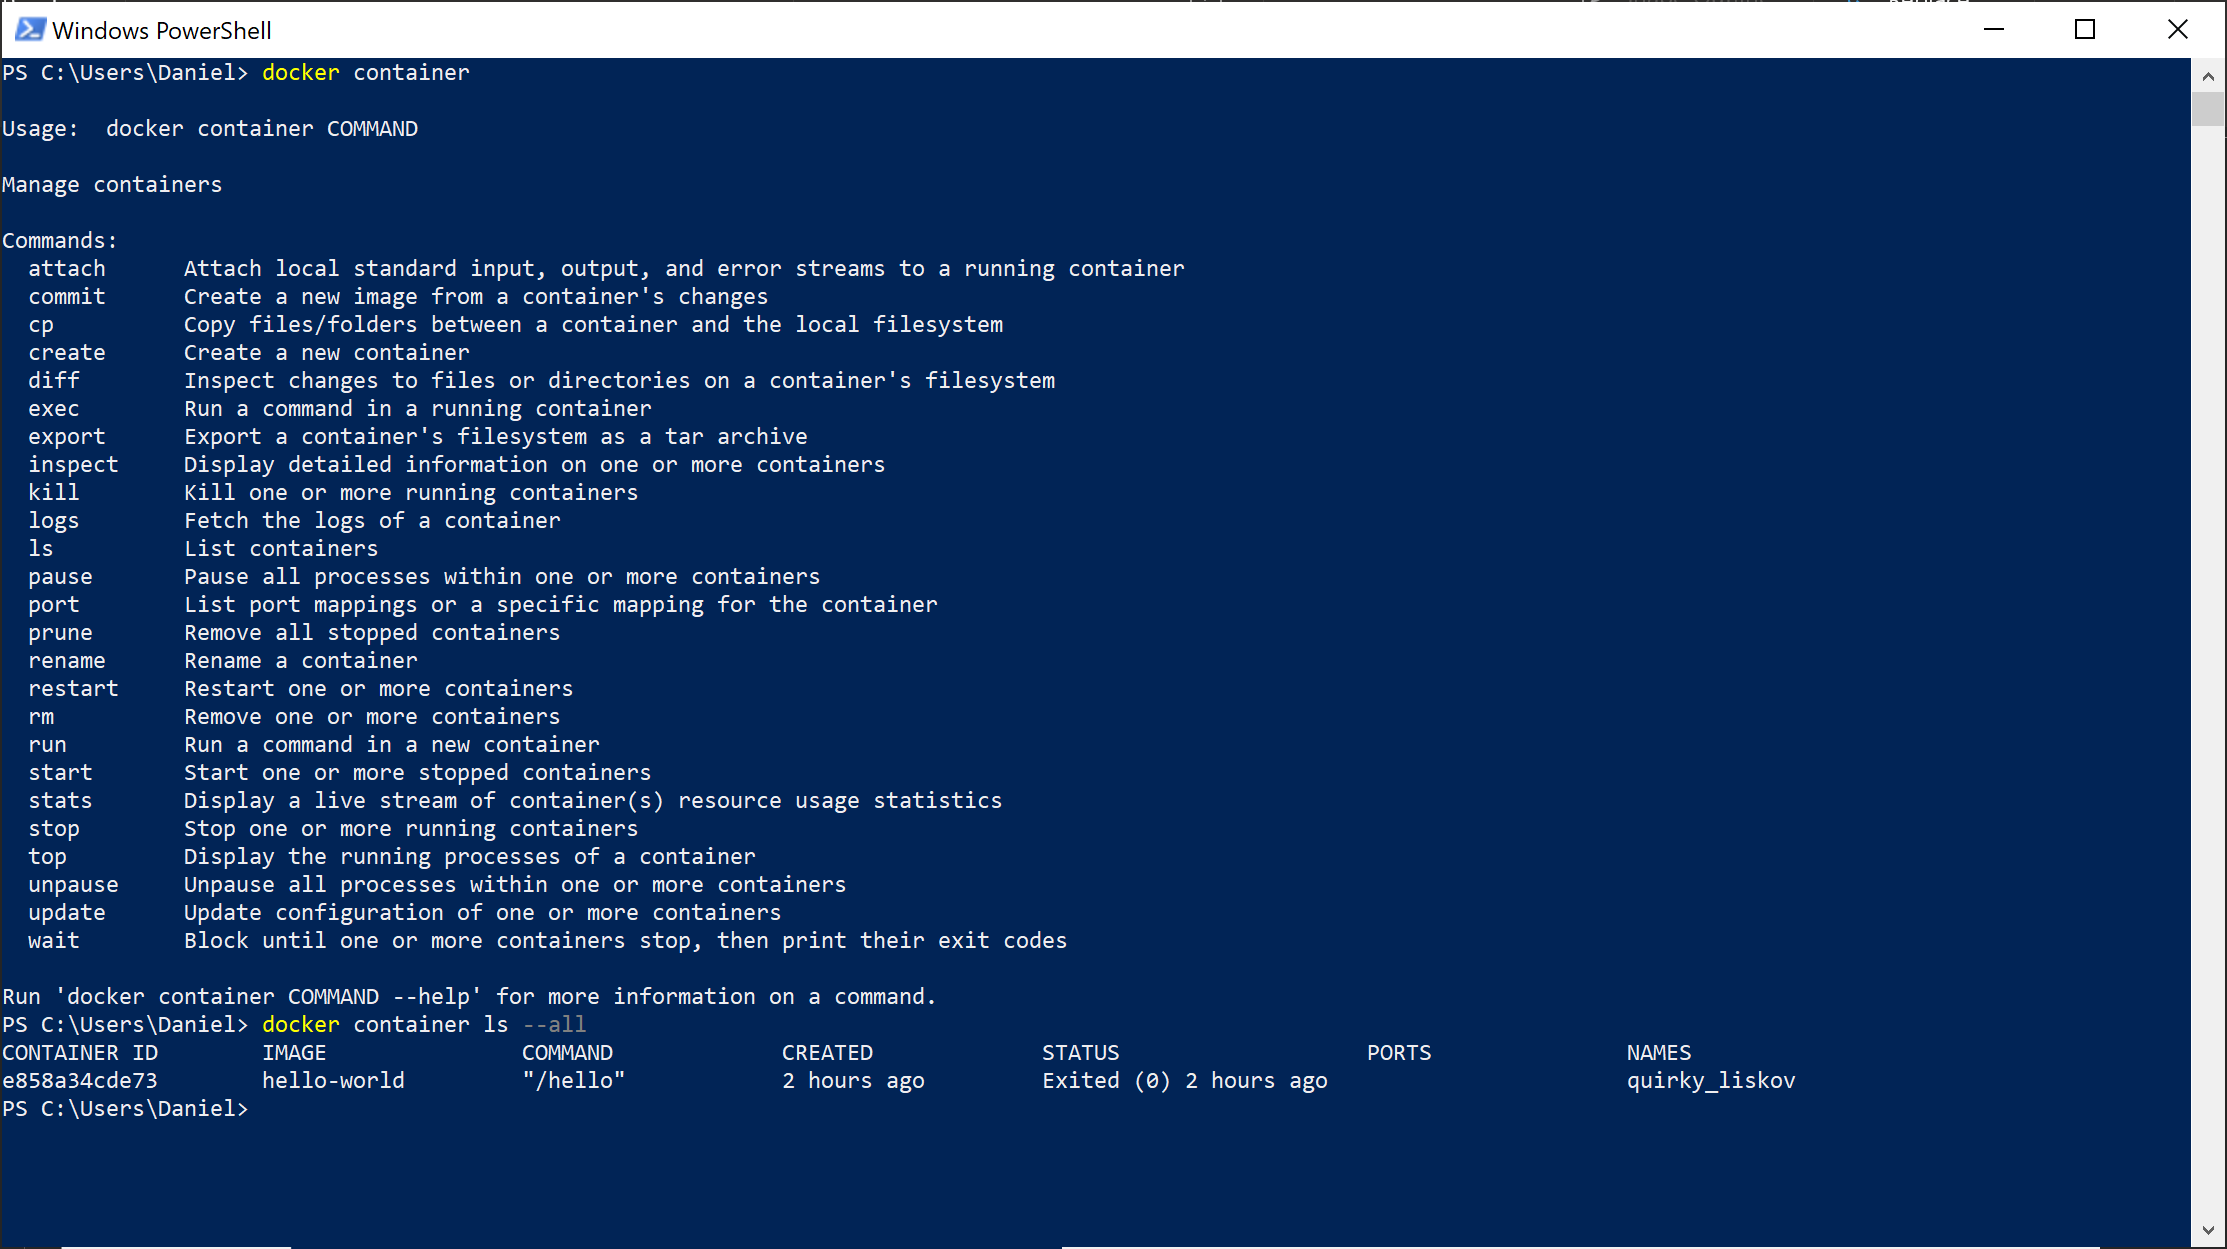 Windows PowerShell
PS C:\Users\Daniel> docker container
Usage:  docker container COMMAND
Manage containers
Commands:
  attach      Attach local standard input, output, and error streams to a running container
  commit      Create a new image from a container's changes
  cp          Copy files/folders between a container and the local filesystem
  create      Create a new container
  diff        Inspect changes to files or directories on a container's filesystem
  exec        Run a command in a running container
  export      Export a container's filesystem as a tar archive
  inspect     Display detailed information on one or more containers
  kill        Kill one or more running containers
  logs        Fetch the logs of a container
  ls          List containers
  pause       Pause all processes within one or more containers
  port        List port mappings or a specific mapping for the container
  prune       Remove all stopped containers
  rename      Rename a container
  restart     Restart one or more containers
  rm          Remove one or more containers
  run         Run a command in a new container
  start       Start one or more stopped containers
  stats       Display a live stream of container(s) resource usage statistics
  stop        Stop one or more running containers
  top         Display the running processes of a container
  unpause     Unpause all processes within one or more containers
  update      Update configuration of one or more containers
  wait        Block until one or more containers stop, then print their exit codes
Run 'docker container COMMAND --help' for more information on a command.
PS C:\Users\Daniel> docker container ls --all
CONTAINER ID        IMAGE               COMMAND             CREATED             STATUS                   PORTS               NAMES
e858a34cde73        hello-world         "/hello"            2 hours ago         Exited (0) 2 hours ago                       quirky_liskov
PS C:\Users\Daniel>